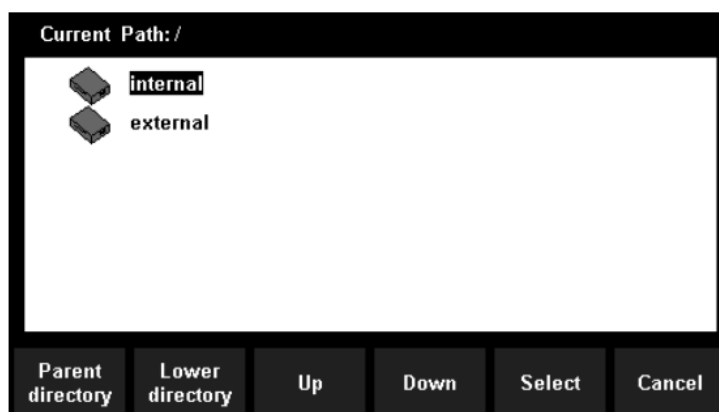 Current Path: /
internal
external
Parent directory
Lower directory
Up
Down
Select
Cancel